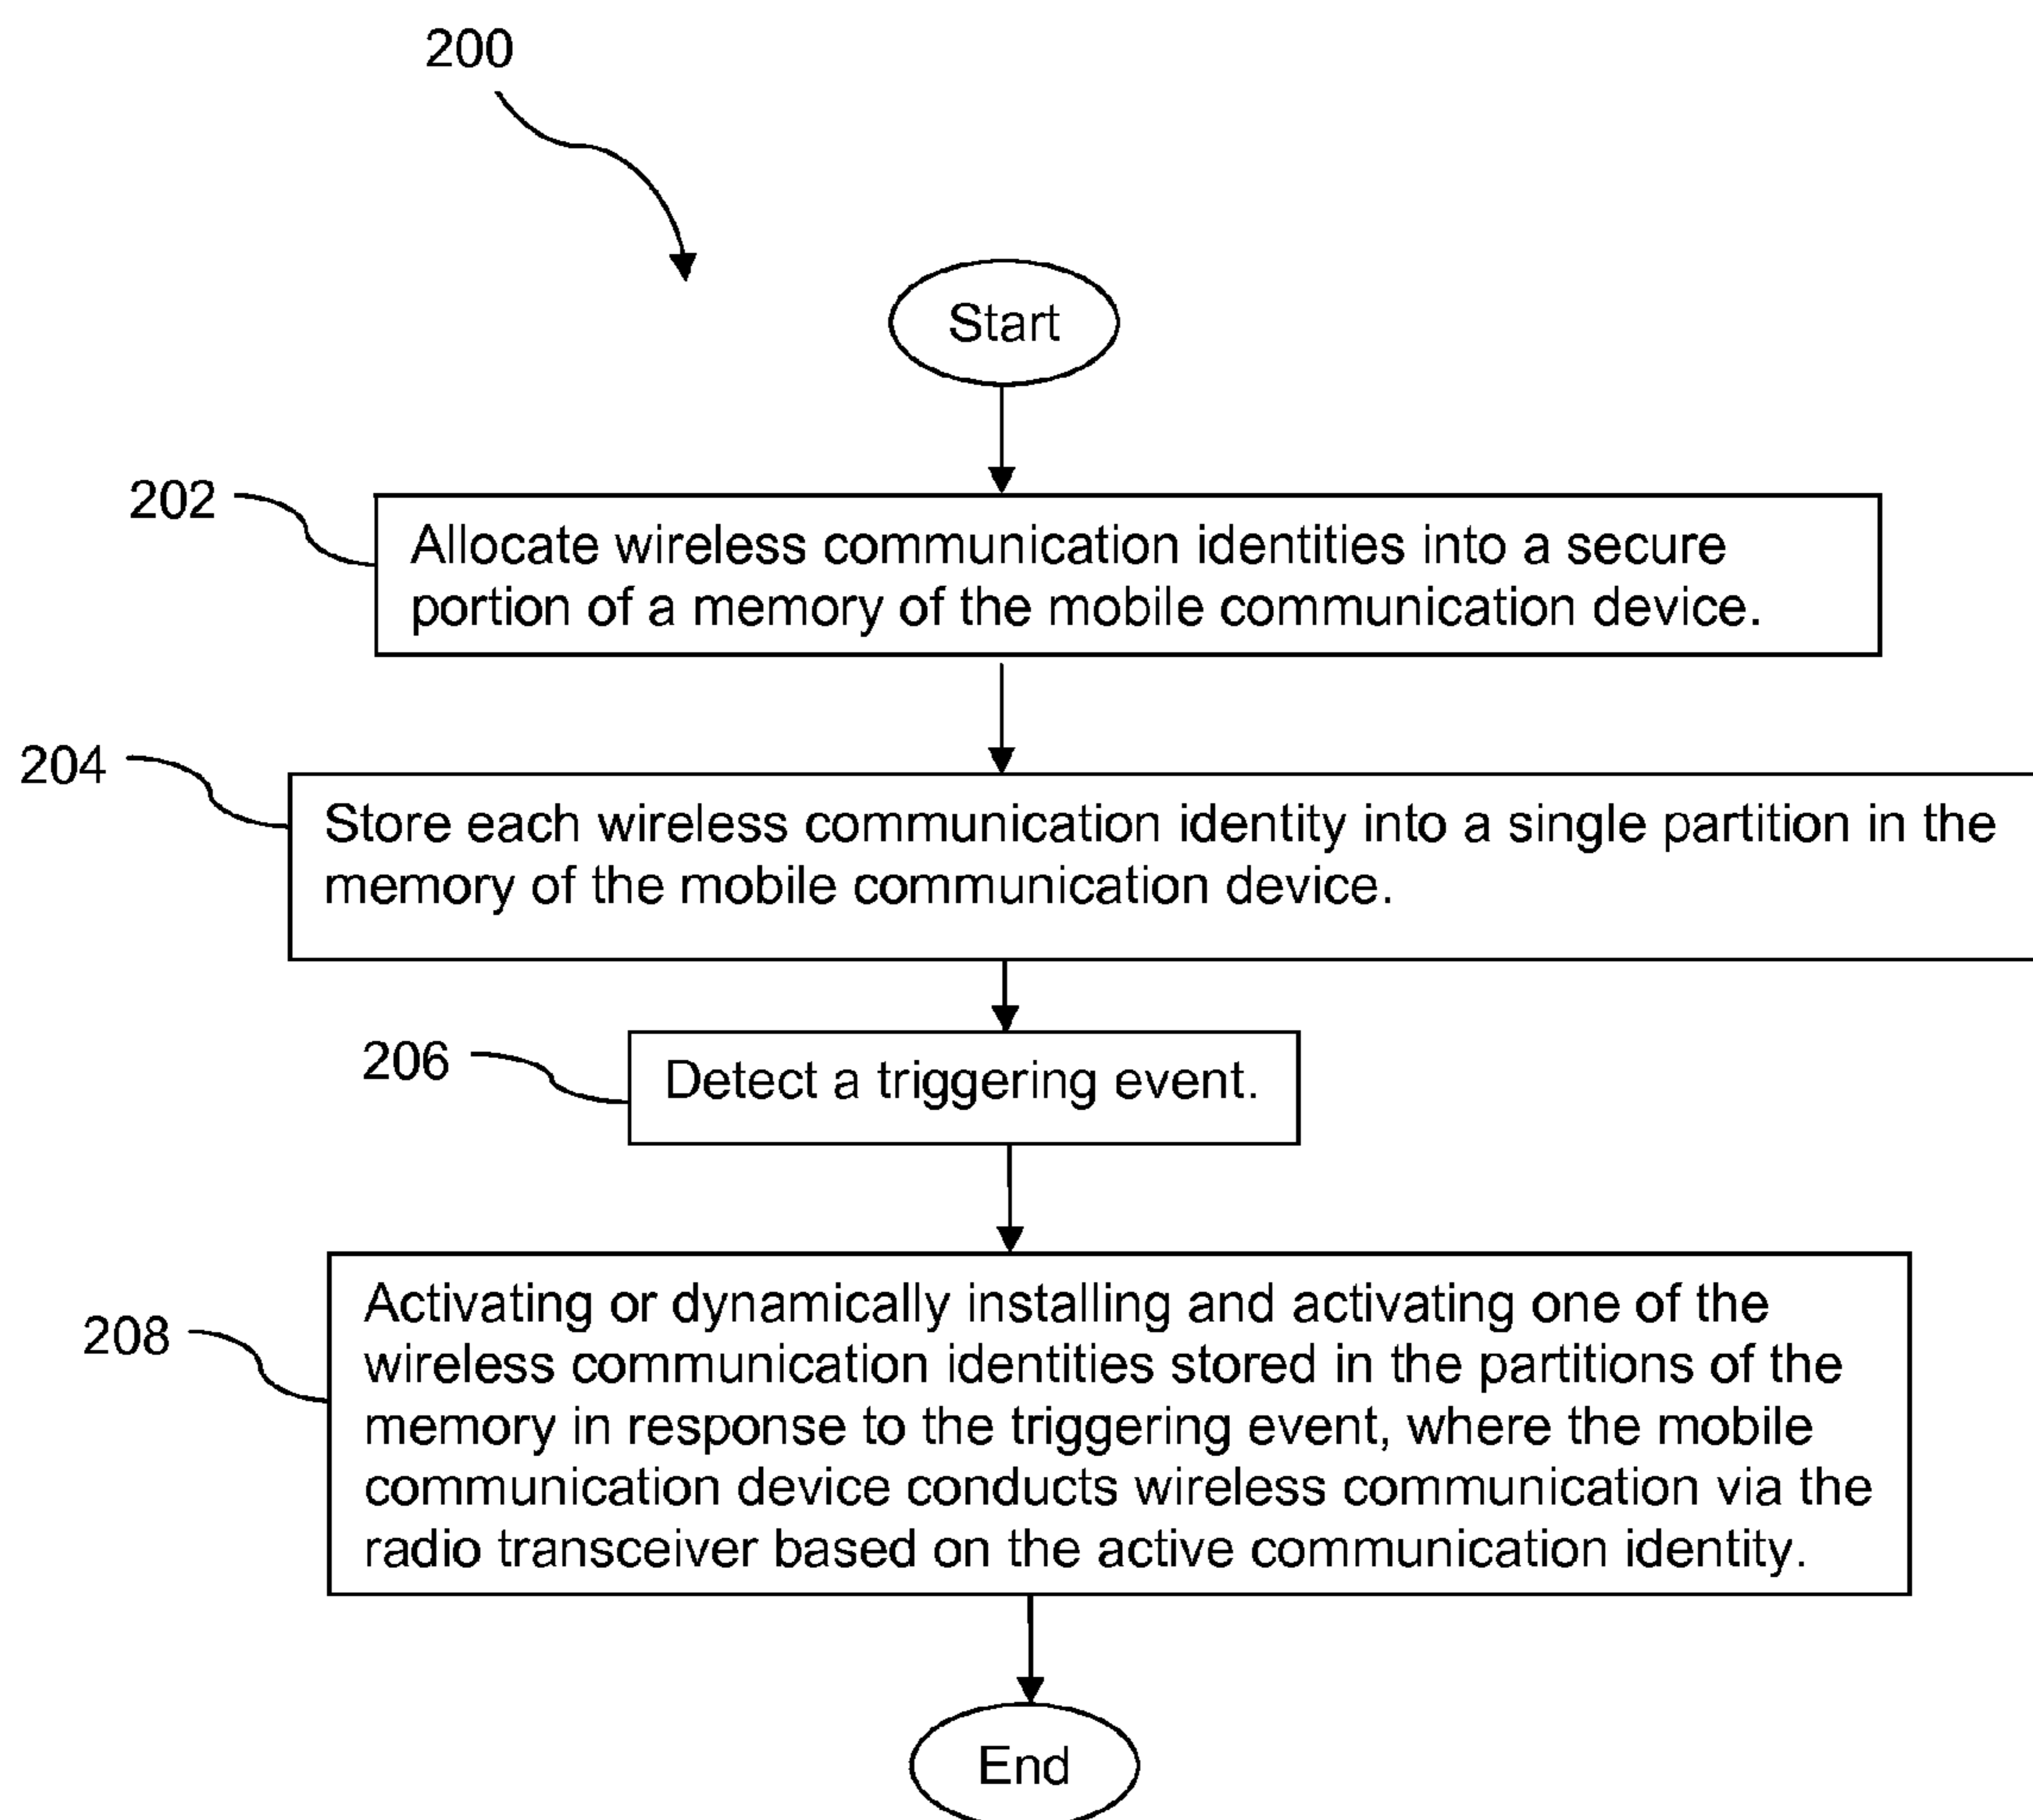 200
Start
202
Allocate wireless communication identities into a secure
portion of a memory of the mobile communication device.
204
Store each wireless communication identity into a single partition in the
memory of the mobile communication device.
206
Detect a triggering event.
208
Activating or dynamically installing and activating one of the
wireless communication identities stored in the partitions of the
memory in response to the triggering event, where the mobile
communication device conducts wireless communication via the
radio transceiver based on the active communication identity.
End